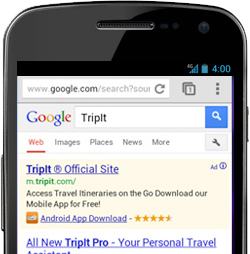 4G 4:00
www.google.com/search?sour 1
Google TripIt
Web Images Places News More
TripIt ® Official Site Ad
m.tripit.com/
Access Travel Itineraries on the Go Download our
Mobile App for Free!
Android App Download -
All New TripIt Pro - Your Personal Travel
Assistant